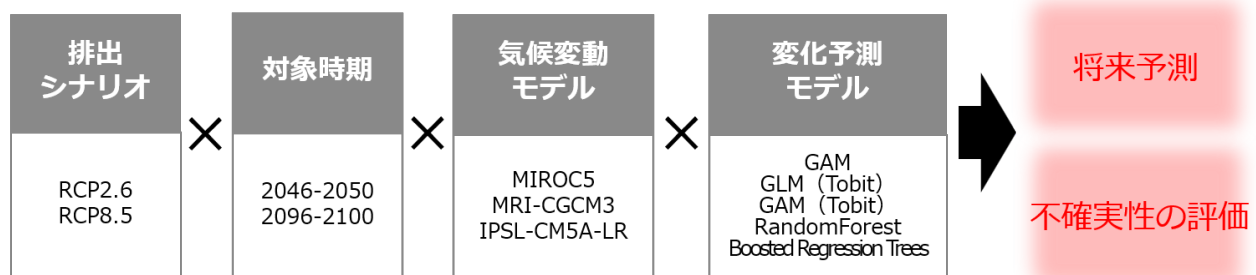 排出
シナリオ
RCP2.6
RCP8.5
×
対象時期
2046-2050
2096-2100
×
気候変動
モデル
MIROC5
MRI-CGCM3
IPSL-CM5A-LR
×
変化予測
モデル
GAM
GLM（Tobit）
GAM（Tobit）
RandomForest
Boosted Regression Trees
将来予測
不確実性の評価